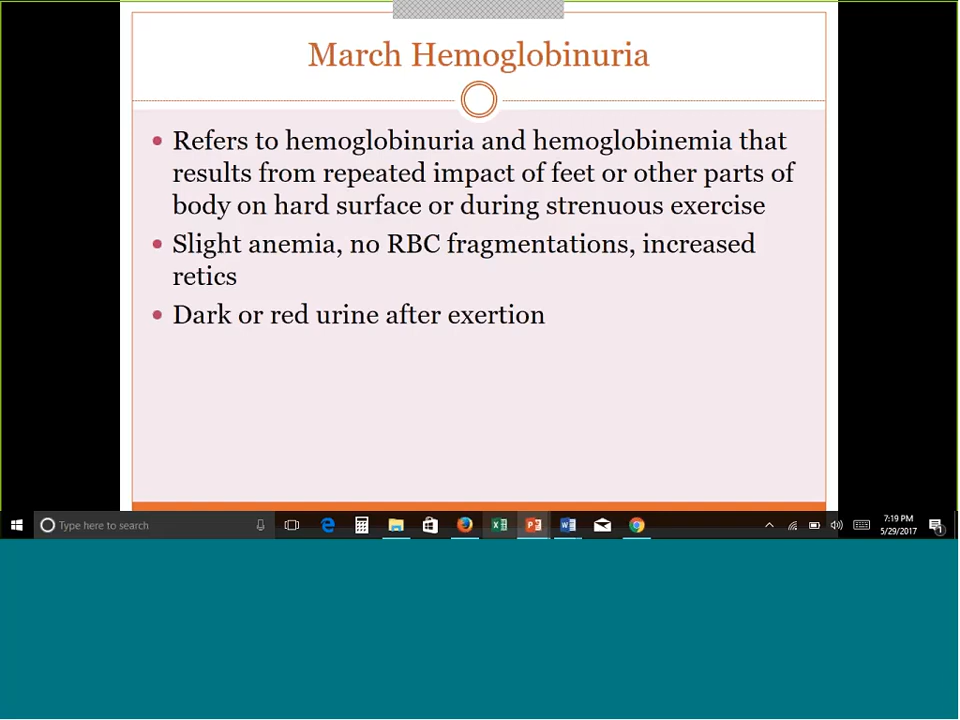 March Hemoglobinuria
• Refers to hemoglobinuria and hemoglobinemia that
results from repeated impact of feet or other parts of
body on hard surface or during strenuous exercise
• Slight anemia, no RBC fragmentations, increased
retics
• Dark or red urine after exertion
Type here to search
7:19 PM
5/29/2017
1